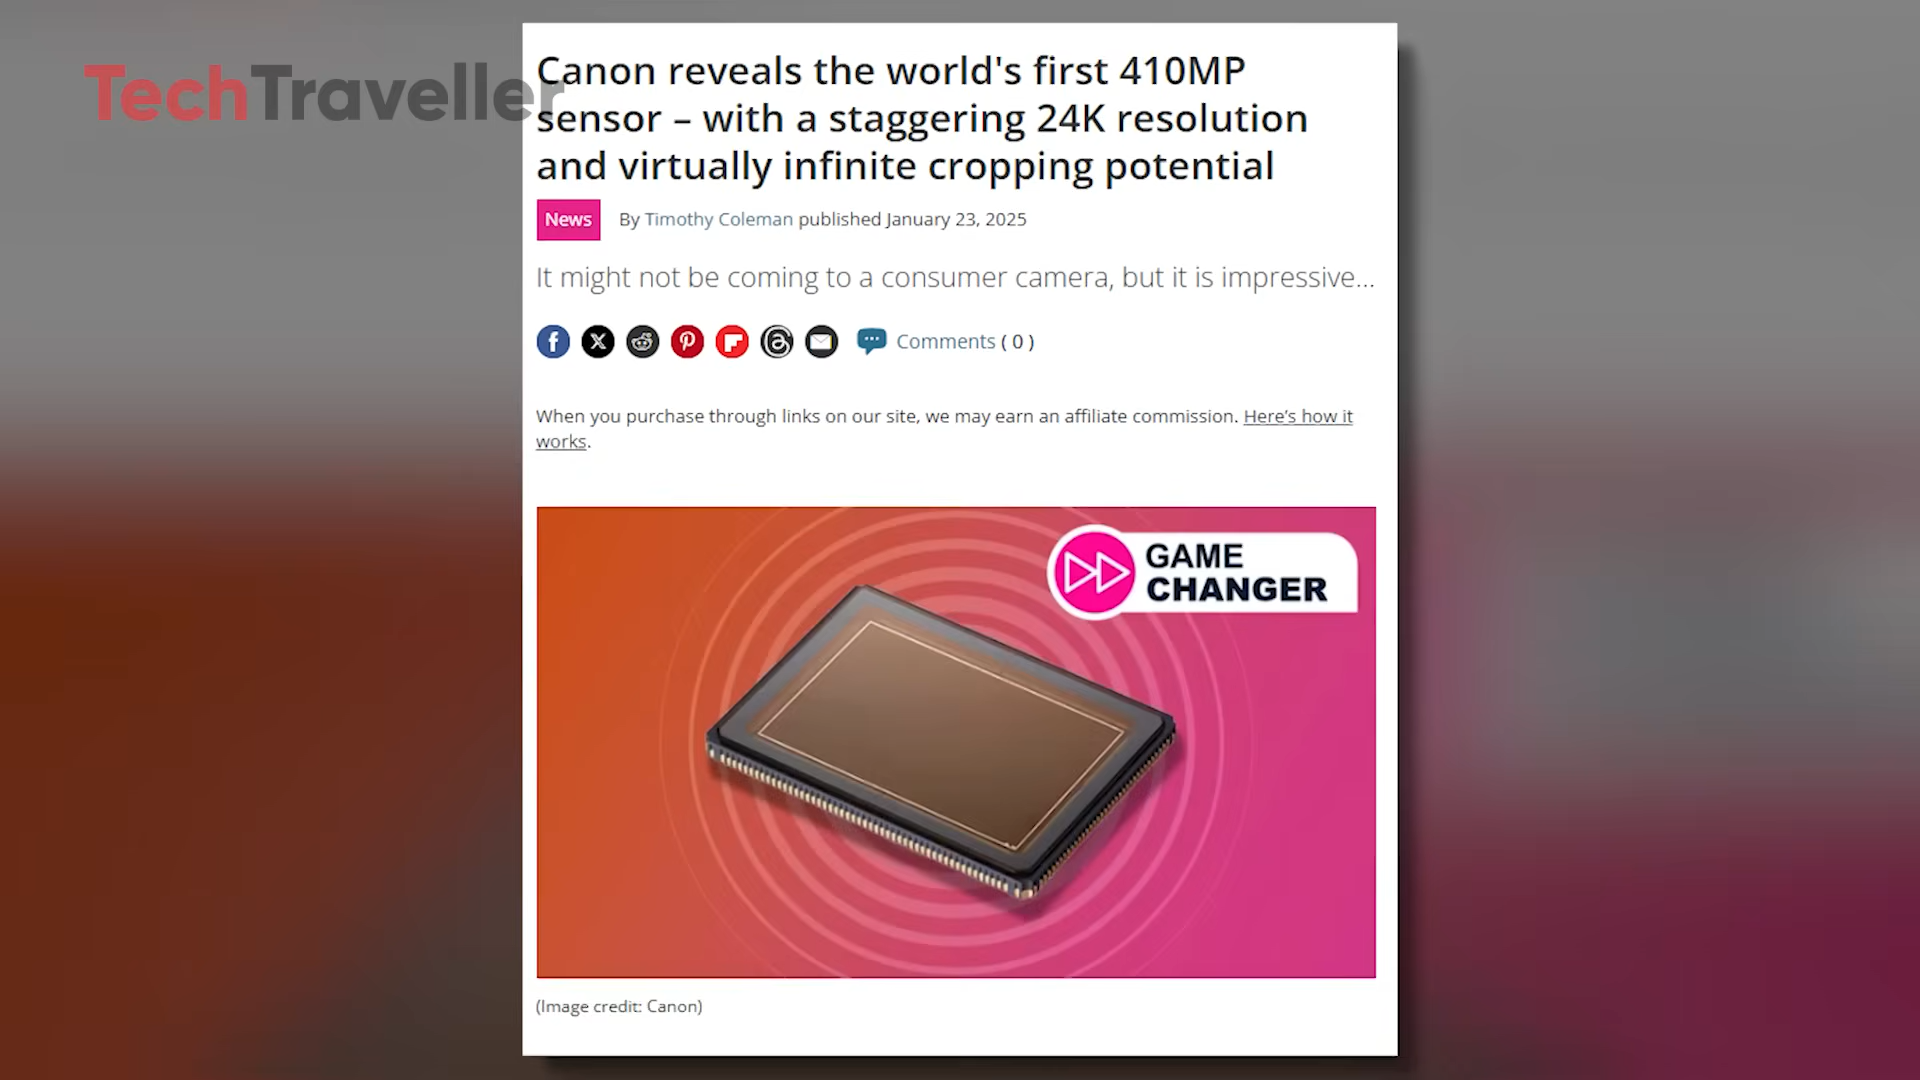 TechTraveller
Canon reveals the world's first 410MP
sensor – with a staggering 24K resolution
and virtually infinite cropping potential
News
By Timothy Coleman published January 23, 2025
It might not be coming to a consumer camera, but it is impressive...
Comments ( 0 )
When you purchase through links on our site, we may earn an affiliate commission. Here's how it
works.
GAME
CHANGER
(Image credit: Canon)